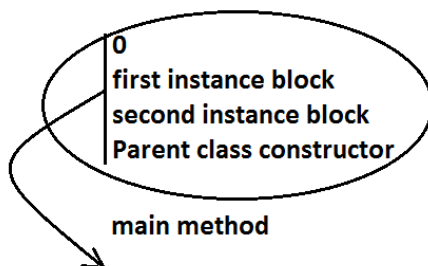 0
first instance block
second instance block
Parent class constructor
main method